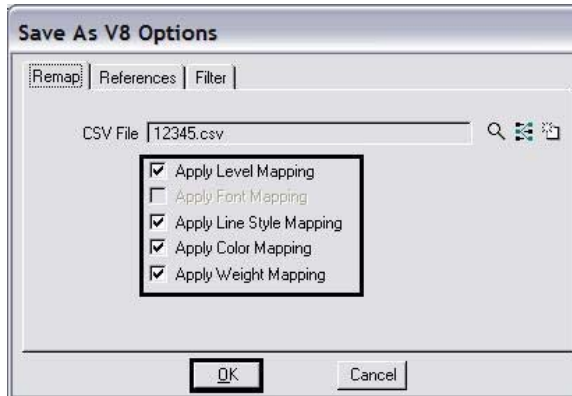 Save As V8 Options
Remap References Filter
CSV File 12345.csv
Apply Level Mapping
Apply Font Mapping
Apply Line Style Mapping
Apply Color Mapping
Apply Weight Mapping
OK Cancel